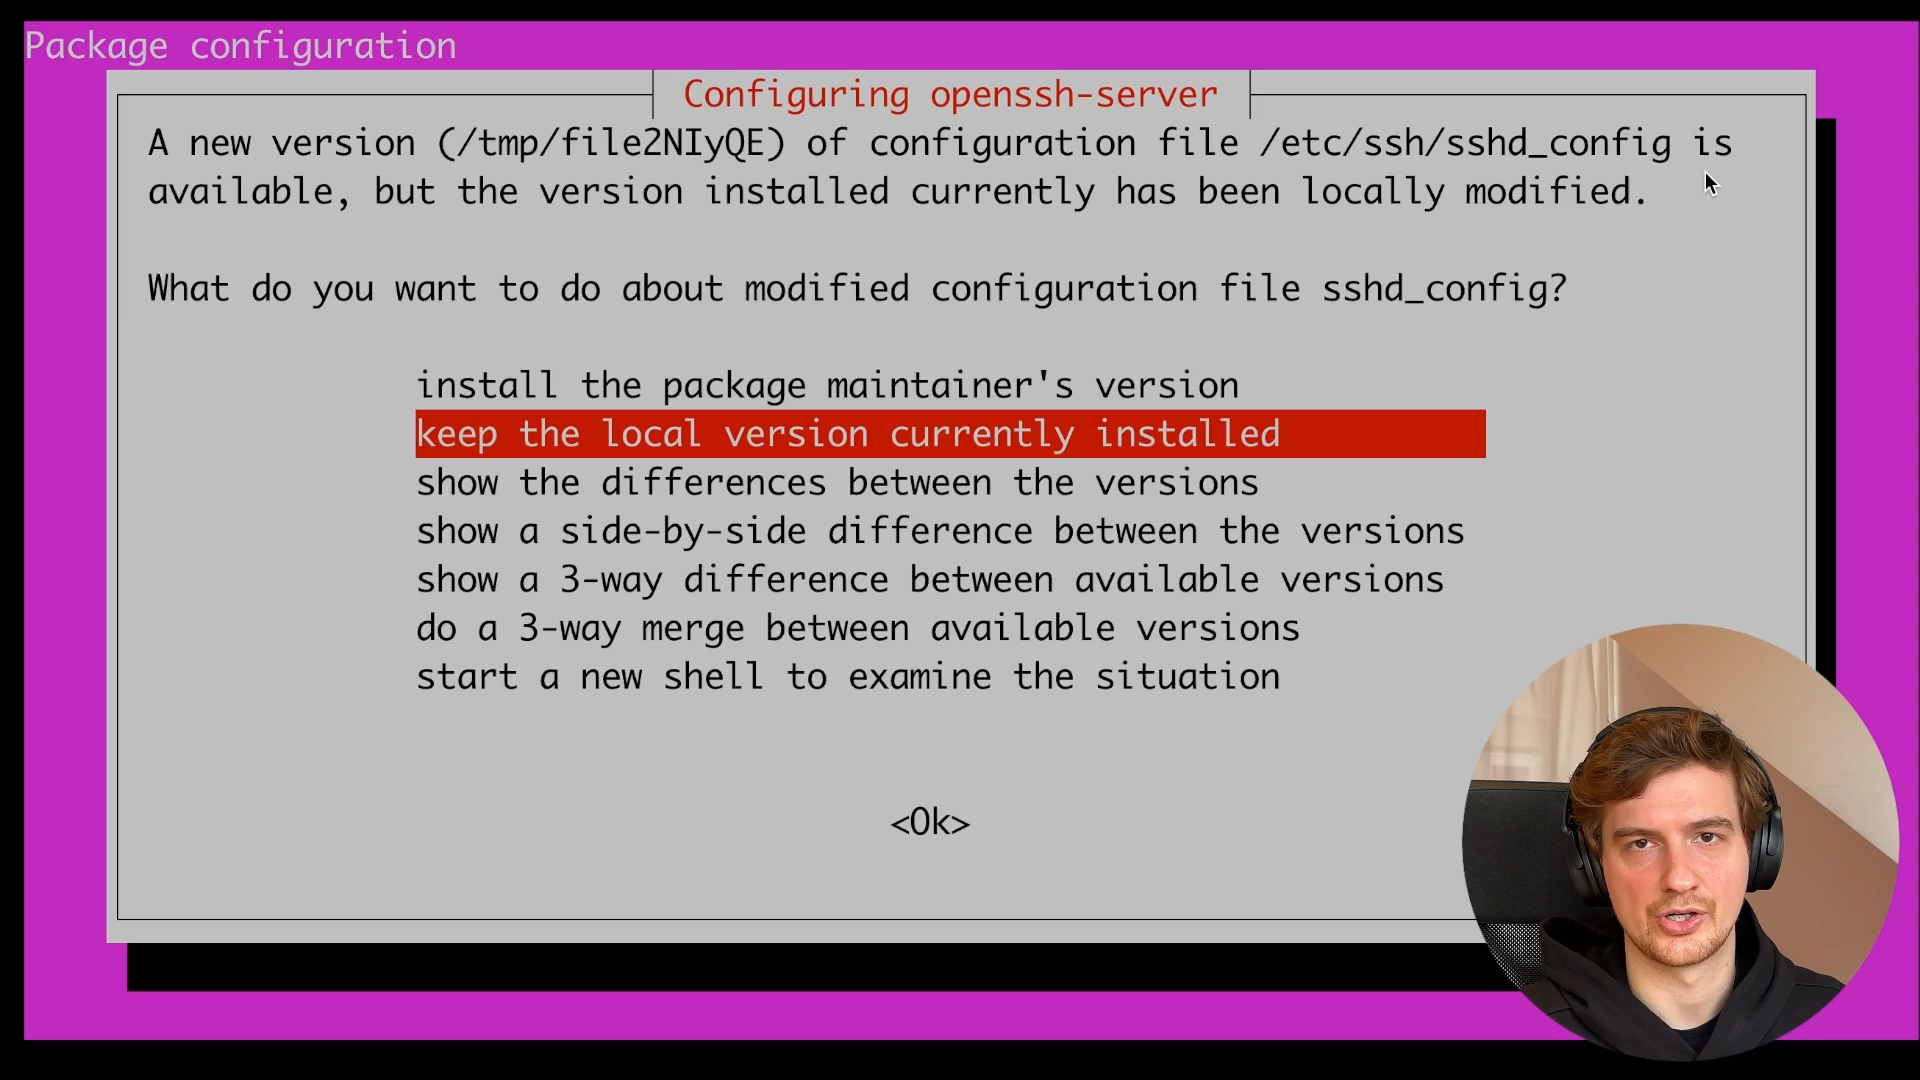 Package configuration
Configuring openssh-server
A new version (/tmp/file2NIyQE) of configuration file /etc/ssh/sshd_config is
available, but the version installed currently has been locally modified.
What do you want to do about modified configuration file sshd_config?
install the package maintainer's version
keep the local version currently installed
show the differences between the versions
show a side-by-side difference between the versions
show a 3-way difference between available versions
do a 3-way merge between available versions
start a new shell to examine the situation
<Ok>